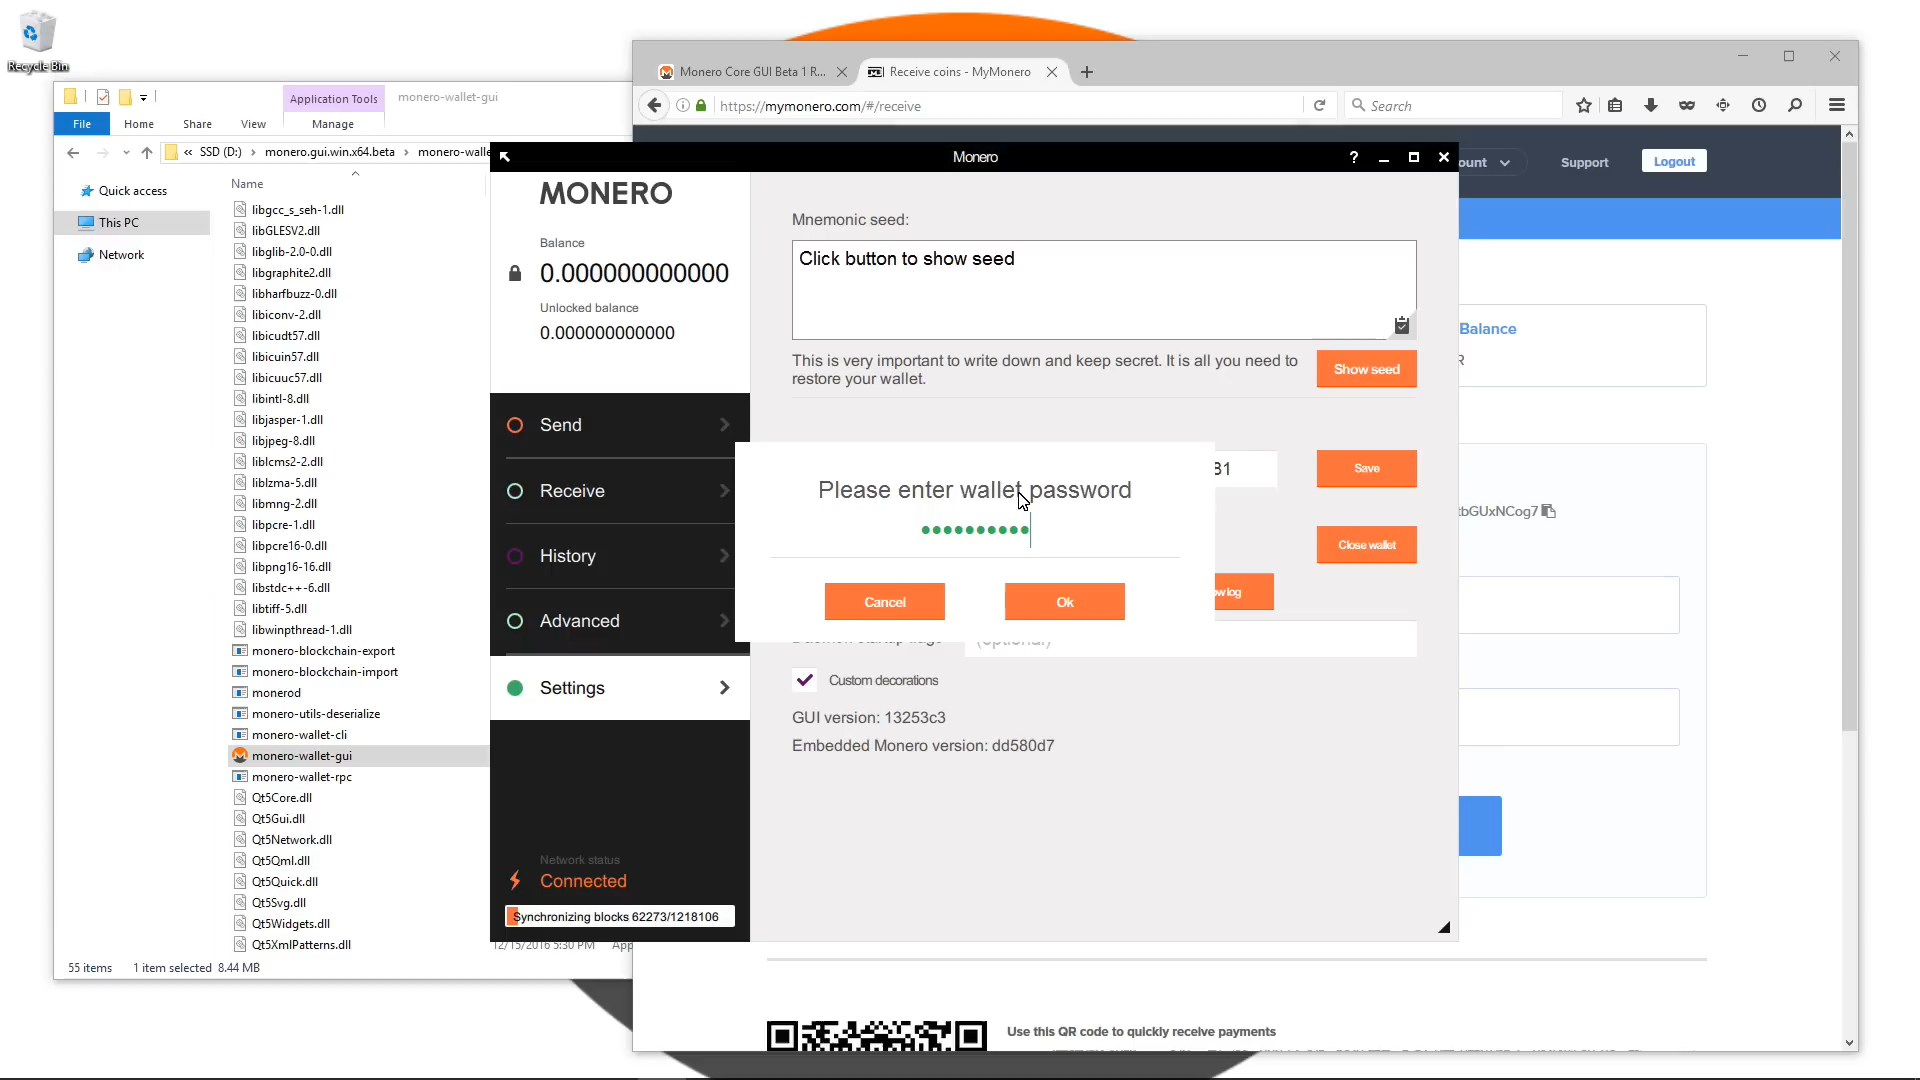 Recycle Bin
Application Tools
monero-wallet-gui
File
Home
Share
View
Manage
« SSD (D:) > monero.gui.win.x64.beta > monero-walle
Quick access
This PC
Network
Name
libgcc_s_seh-1.dll
libGLESV2.dll
libglib-2.0-0.dll
libgraphite2.dll
libharfbuzz-0.dll
libiconv-2.dll
libicudt57.dll
libicuin57.dll
libicuuc57.dll
libintl-8.dll
libjasper-1.dll
libjpeg-8.dll
liblcms2-2.dll
liblzma-5.dll
libmng-2.dll
libpcre-1.dll
libpcre16-0.dll
libpng16-16.dll
libstdc++-6.dll
libtiff-5.dll
libwinpthread-1.dll
monero-blockchain-export
monero-blockchain-import
monerod
monero-utils-deserialize
monero-wallet-cli
monero-wallet-gui
monero-wallet-rpc
Qt5Core.dll
Qt5Gui.dll
Qt5Network.dll
Qt5Qml.dll
Qt5Quick.dll
Qt5Svg.dll
Qt5Widgets.dll
Qt5XmlPatterns.dll
12/15/2016 5:30 PM App
55 items
1 item selected 8.44 MB
Monero Core GUI Beta 1 R...
Receive coins - MyMonero
https://mymonero.com/#/receive
Search
ount
Support
Logout
Balance
R
tbGUxNCog7
Use this QR code to quickly receive payments
Monero
?
MONERO
Balance
0.000000000000
Unlocked balance
0.000000000000
Send
Receive
History
Advanced
Settings
Network status
Connected
Synchronizing blocks 62273/1218106
Mnemonic seed:
Click button to show seed
This is very important to write down and keep secret. It is all you need to
restore your wallet.
Show seed
81
Save
Close wallet
ow log
(optional)
Please enter wallet password
Cancel
Ok
Custom decorations
GUI version: 13253c3
Embedded Monero version: dd580d7